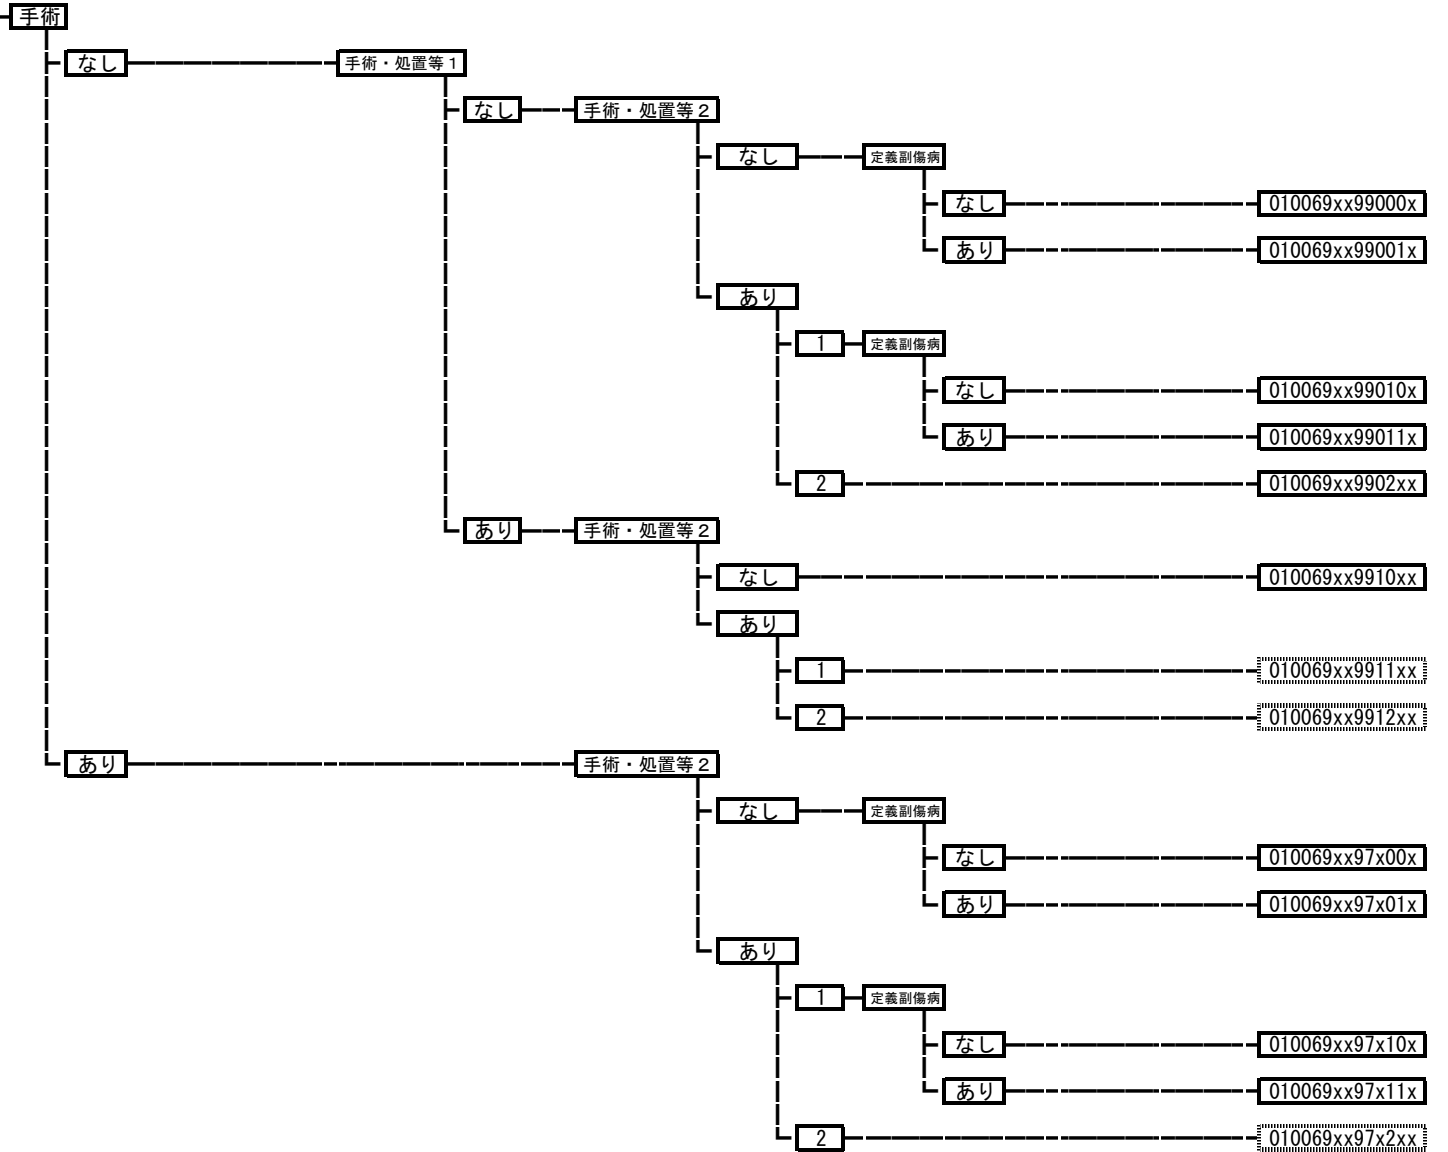 手術
なし 手術・処置等１
なし 手術・処置等２
なし 定義副傷病
なし 010069xx99000x
あり 010069xx99001x
あり
1 定義副傷病
なし 010069xx99010x
あり 010069xx99011x
2 010069xx9902xx
あり 手術・処置等２
なし 010069xx9910xx
あり
1 010069xx9911xx
2 010069xx9912xx
あり 手術・処置等２
なし 定義副傷病
なし 010069xx97x00x
あり 010069xx97x01x
あり
1 定義副傷病
なし 010069xx97x10x
あり 010069xx97x11x
2 010069xx97x2xx